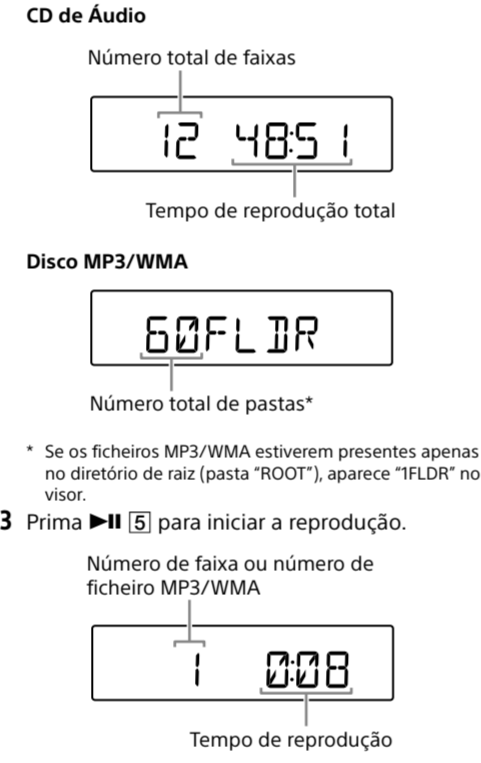 CD de Áudio
Número total de faixas
12 48:51
Tempo de reprodução total
Disco MP3/WMA
60FLDR
Número total de pastas*
* Se os ficheiros MP3/WMA estiverem presentes apenas
no diretório de raiz (pasta “ROOT”), aparece “1FLDR” no
visor.
3 Prima ►II 5 para iniciar a reprodução.
Número de faixa ou número de
ficheiro MP3/WMA
1 0:08
Tempo de reprodução